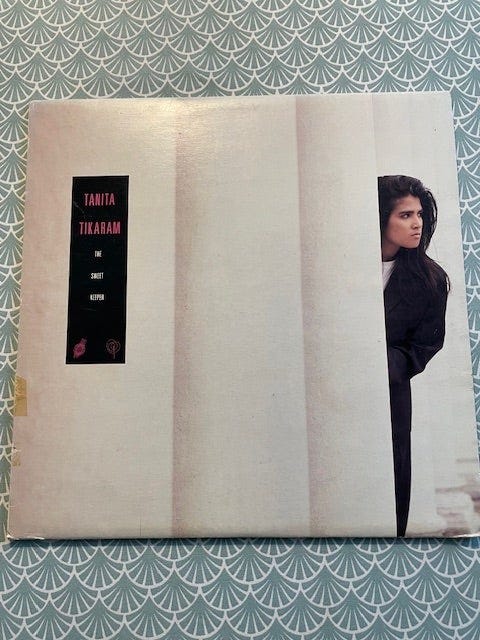 TANITA
TIKARAM
THE
SWEET
KEEPER